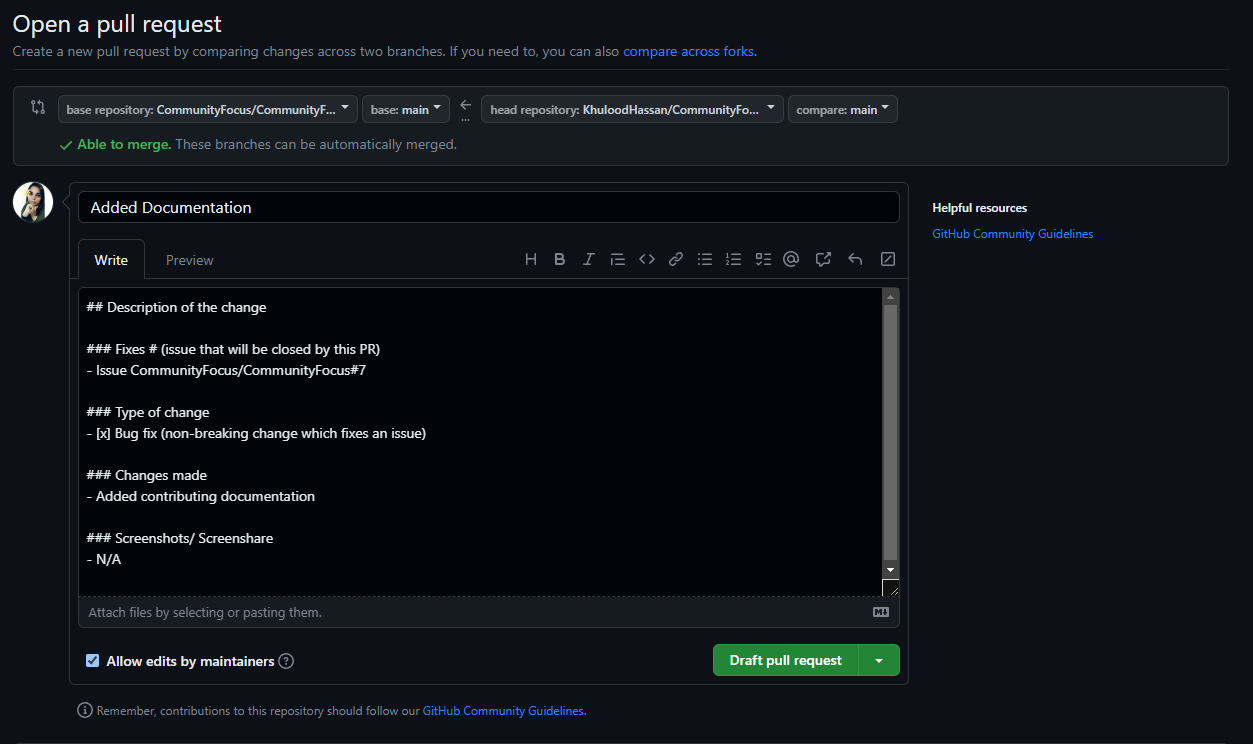 Open a pull request
Create a new pull request by comparing changes across two branches. If you need to, you can also compare across forks.
base repository: CommunityFocus/CommunityF... base: main head repository: KhuloodHassan/CommunityFo... compare: main
Able to merge. These branches can be automatically merged.
Added Documentation
Helpful resources
GitHub Community Guidelines
Write Preview
## Description of the change
### Fixes # (issue that will be closed by this PR)
- Issue CommunityFocus/CommunityFocus#7
### Type of change
- [x] Bug fix (non-breaking change which fixes an issue)
### Changes made
- Added contributing documentation
### Screenshots/ Screenshare
- N/A
Attach files by selecting or pasting them.
Allow edits by maintainers
Draft pull request
Remember, contributions to this repository should follow our GitHub Community Guidelines.